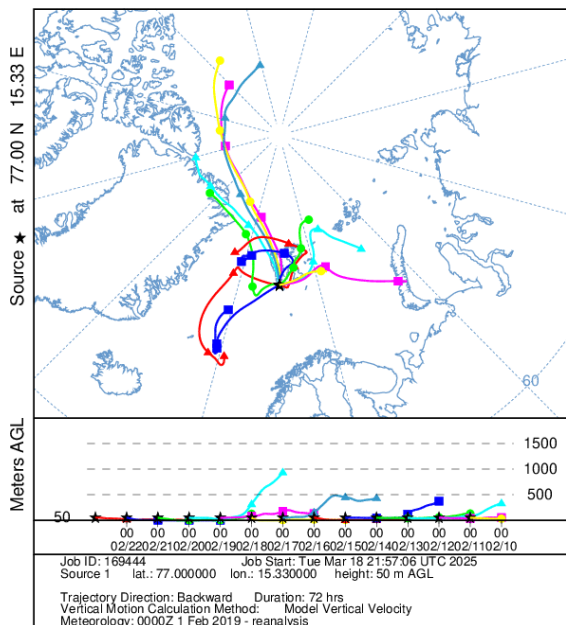 Source ★ at 77.00 N 15.33 E
60
Meters AGL
1500
1000
500
50
00 00 00 00 00 00 00 00 00 00 00 00 00
02/22 02/21 02/20 02/19 02/18 02/17 02/16 02/15 02/14 02/13 02/12 02/11 02/10
Job ID: 169444 Job Start: Tue Mar 18 21:57:06 UTC 2025
Source 1 lat.: 77.000000 lon.: 15.330000 height: 50 m AGL
Trajectory Direction: Backward Duration: 72 hrs
Vertical Motion Calculation Method: Model Vertical Velocity
Meteorology: 0000Z 1 Feb 2019 - reanalysis